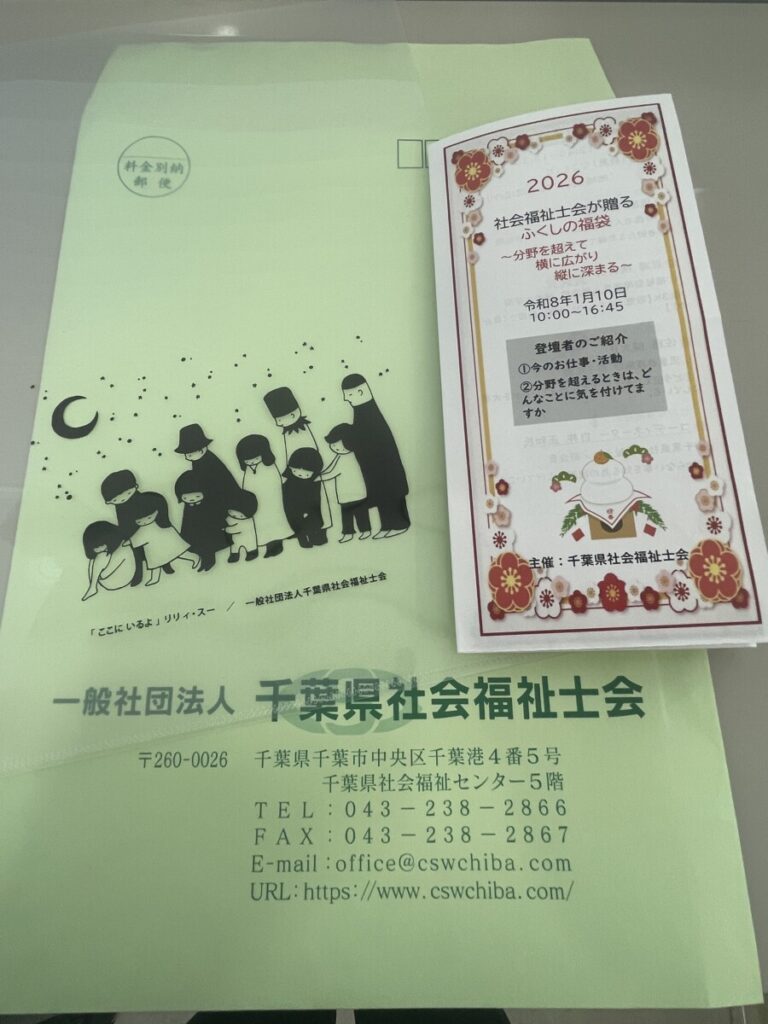 料金別納
郵便
2026
社会福祉士会が贈る
ふくしの福袋
～分野を超えて
横に広がり
縦に深まる～
令和8年1月10日
10:00～16:45
登壇者のご紹介
①今のお仕事・活動
②分野を超えるときは、ど
んなことに気を付けてま
すか
主催：千葉県社会福祉士会
「ここに いるよ」リリィ・スー ／ 一般社団法人千葉県社会福祉士会
一般社団法人 千葉県社会福祉士会
〒260-0026 千葉県千葉市中央区千葉港４番５号
千葉県社会福祉センター５階
ＴＥＬ：０４３－２３８－２８６６
ＦＡＸ：０４３－２３８－２８６７
E-mail:office@cswchiba.com
URL:https://www.cswchiba.com/